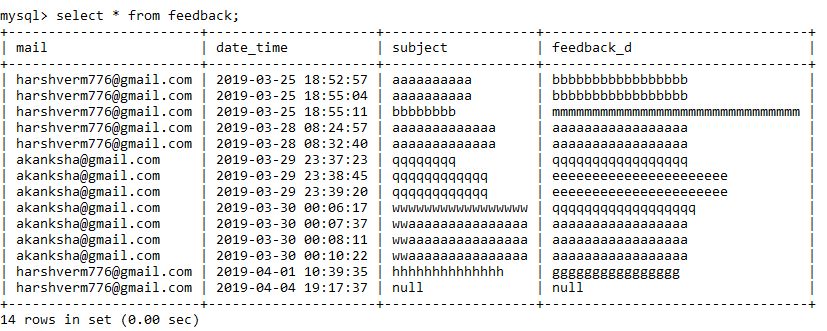 mysql> select * from feedback;
+------------------------+---------------------+-------------------+---------------------------------+
| mail | date_time | subject | feedback_d |
+------------------------+---------------------+-------------------+---------------------------------+
| harshverm776@gmail.com | 2019-03-25 18:52:57 | aaaaaaaaaa | bbbbbbbbbbbbbbbbb |
| harshverm776@gmail.com | 2019-03-25 18:55:04 | aaaaaaaaaa | bbbbbbbbbbbbbbbbb |
| harshverm776@gmail.com | 2019-03-25 18:55:11 | bbbbbbbb | mmmmmmmmmmmmmmmmmmmmmmmmmmmmmmm |
| harshverm776@gmail.com | 2019-03-28 08:24:57 | aaaaaaaaaaaaa | aaaaaaaaaaaaaaaaa |
| harshverm776@gmail.com | 2019-03-28 08:32:40 | aaaaaaaaaaaaa | aaaaaaaaaaaaaaaaa |
| akanksha@gmail.com | 2019-03-29 23:37:23 | qqqqqqqq | qqqqqqqqqqqqqqqqq |
| akanksha@gmail.com | 2019-03-29 23:38:45 | qqqqqqqqqqqq | eeeeeeeeeeeeeeeeeeeeee |
| akanksha@gmail.com | 2019-03-29 23:39:20 | qqqqqqqqqqqq | eeeeeeeeeeeeeeeeeeeeee |
| akanksha@gmail.com | 2019-03-30 00:06:17 | wwwwwwwwwwwwwwwww | qqqqqqqqqqqqqqqqqq |
| akanksha@gmail.com | 2019-03-30 00:07:37 | wwaaaaaaaaaaaaaaa | aaaaaaaaaaaaaaaaa |
| akanksha@gmail.com | 2019-03-30 00:08:11 | wwaaaaaaaaaaaaaaa | aaaaaaaaaaaaaaaaa |
| akanksha@gmail.com | 2019-03-30 00:10:22 | wwaaaaaaaaaaaaaaa | aaaaaaaaaaaaaaaaa |
| harshverm776@gmail.com | 2019-04-01 10:39:35 | hhhhhhhhhhhhhh | gggggggggggggggg |
| harshverm776@gmail.com | 2019-04-04 19:17:37 | null | null |
+------------------------+---------------------+-------------------+---------------------------------+
14 rows in set (0.00 sec)